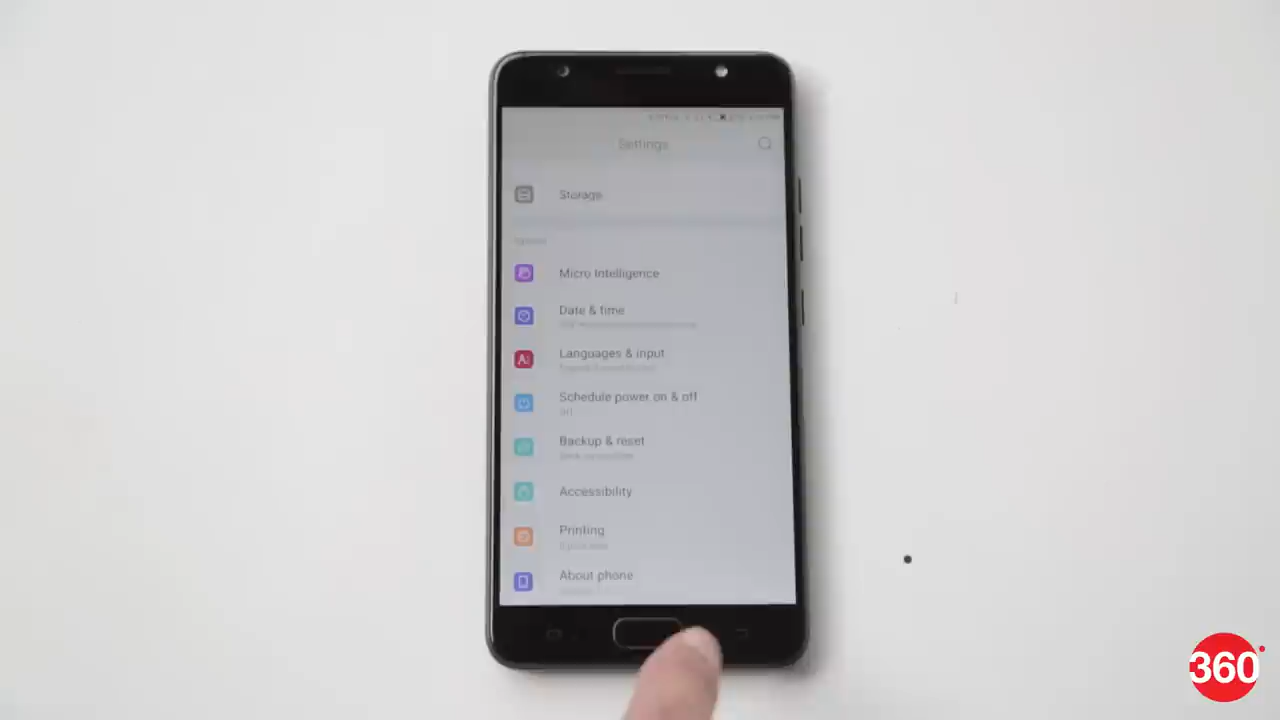 Settings
Storage
Micro Intelligence
Date & time
Languages & input
Schedule power on & off
Off
Backup & reset
Accessibility
Printing
About phone
360